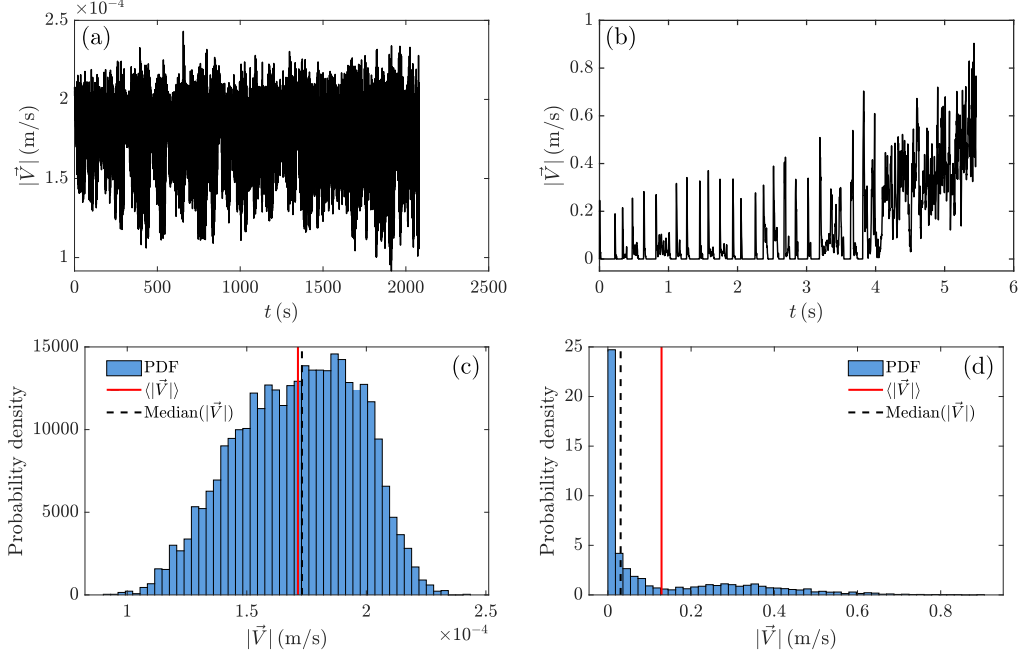 ×10⁻⁴
(a)
2.5
2
1.5
1
|V⃗| (m/s)
0 500 1000 1500 2000 2500
t (s)
(b)
1
0.8
0.6
0.4
0.2
0
|V⃗| (m/s)
0 1 2 3 4 5 6
t (s)
15000
10000
5000
0
Probability density
PDF
⟨|V⃗|⟩
Median(|V⃗|)
(c)
1 1.5 2 2.5
|V⃗| (m/s)
×10⁻⁴
25
20
15
10
5
0
Probability density
PDF
⟨|V⃗|⟩
Median(|V⃗|)
(d)
0 0.2 0.4 0.6 0.8
|V⃗| (m/s)